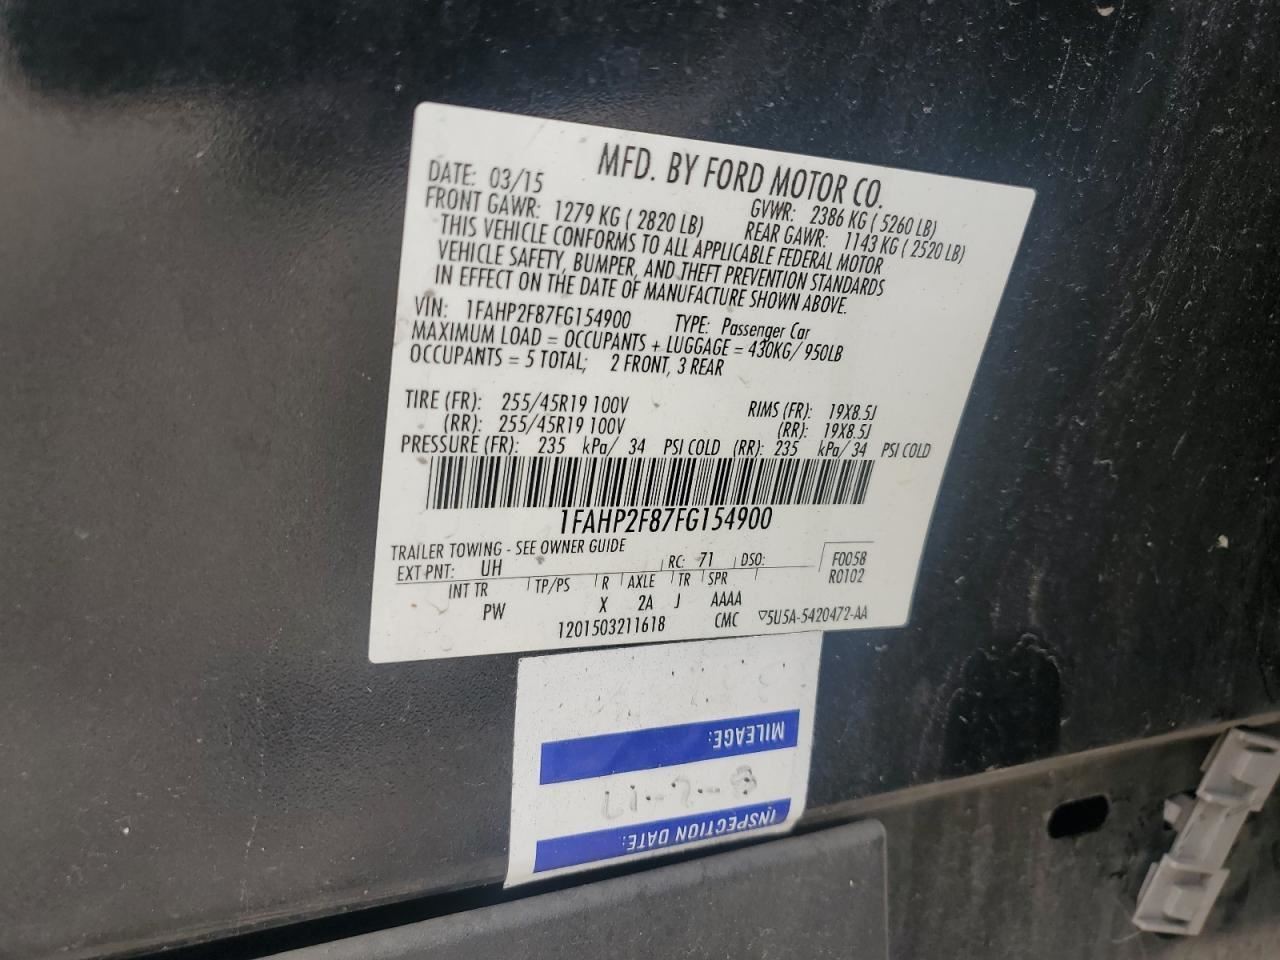 MFD. BY FORD MOTOR CO.
DATE: 03/15 GVWR: 2386 KG ( 5260 LB)
FRONT GAWR: 1279 KG ( 2820 LB) REAR GAWR: 1143 KG ( 2520 LB)
THIS VEHICLE CONFORMS TO ALL APPLICABLE FEDERAL MOTOR
VEHICLE SAFETY, BUMPER, AND THEFT PREVENTION STANDARDS
IN EFFECT ON THE DATE OF MANUFACTURE SHOWN ABOVE.
VIN: 1FAHP2F87FG154900 TYPE: Passenger Car
MAXIMUM LOAD = OCCUPANTS + LUGGAGE = 430KG/ 950LB
OCCUPANTS = 5 TOTAL; 2 FRONT, 3 REAR
TIRE (FR): 255/45R19 100V RIMS (FR): 19X8.5J
(RR): 255/45R19 100V (RR): 19X8.5J
PRESSURE (FR): 235 kPa/ 34 PSI COLD (RR): 235 kPa/ 34 PSI COLD
1FAHP2F87FG154900
TRAILER TOWING - SEE OWNER GUIDE
EXT PNT: UH RC: 71 DSO: F0058
R0102
INT TR TP/PS R AXLE TR SPR
PW X 2A J AAAA
1201503211618 CMC ▽5U5A-5420472-AA
INSPECTION DATE:
MILEAGE: